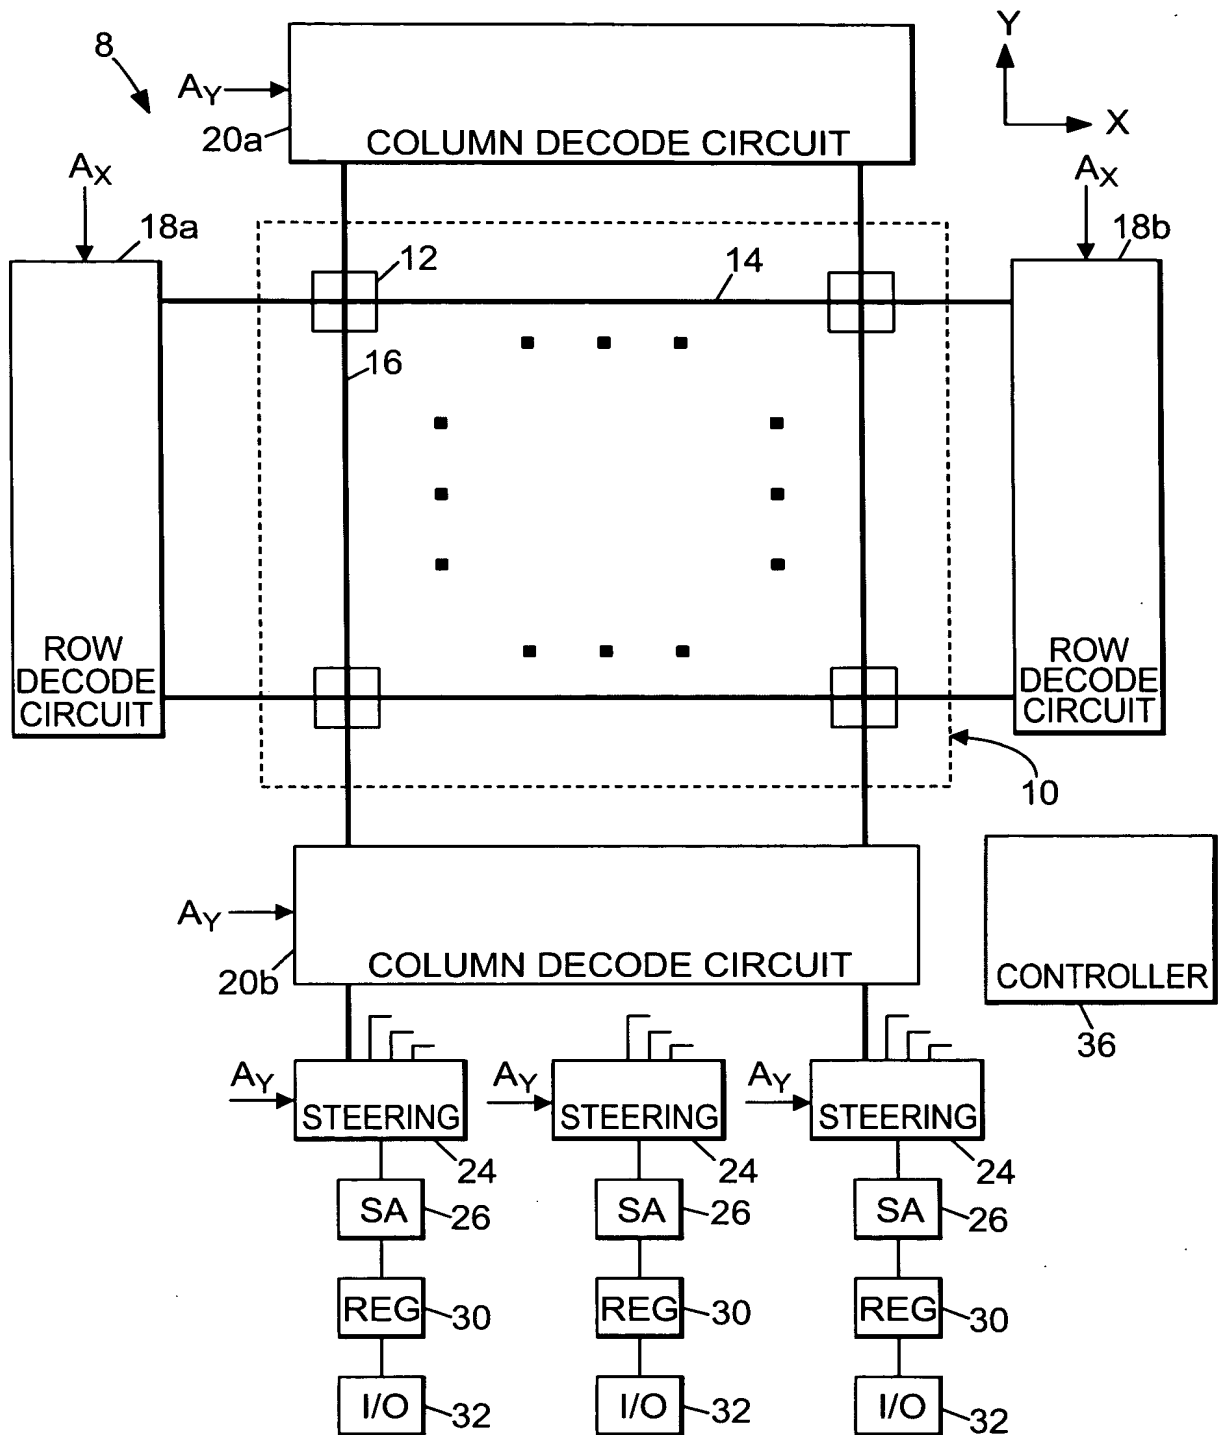 8
Y
X
AY
20a
COLUMN DECODE CIRCUIT
AX
18a
AX
18b
12
14
16
ROW
DECODE
CIRCUIT
ROW
DECODE
CIRCUIT
10
AY
20b
COLUMN DECODE CIRCUIT
CONTROLLER
36
AY
STEERING
24
AY
STEERING
24
AY
STEERING
24
SA
26
SA
26
SA
26
REG
30
REG
30
REG
30
I/O
32
I/O
32
I/O
32